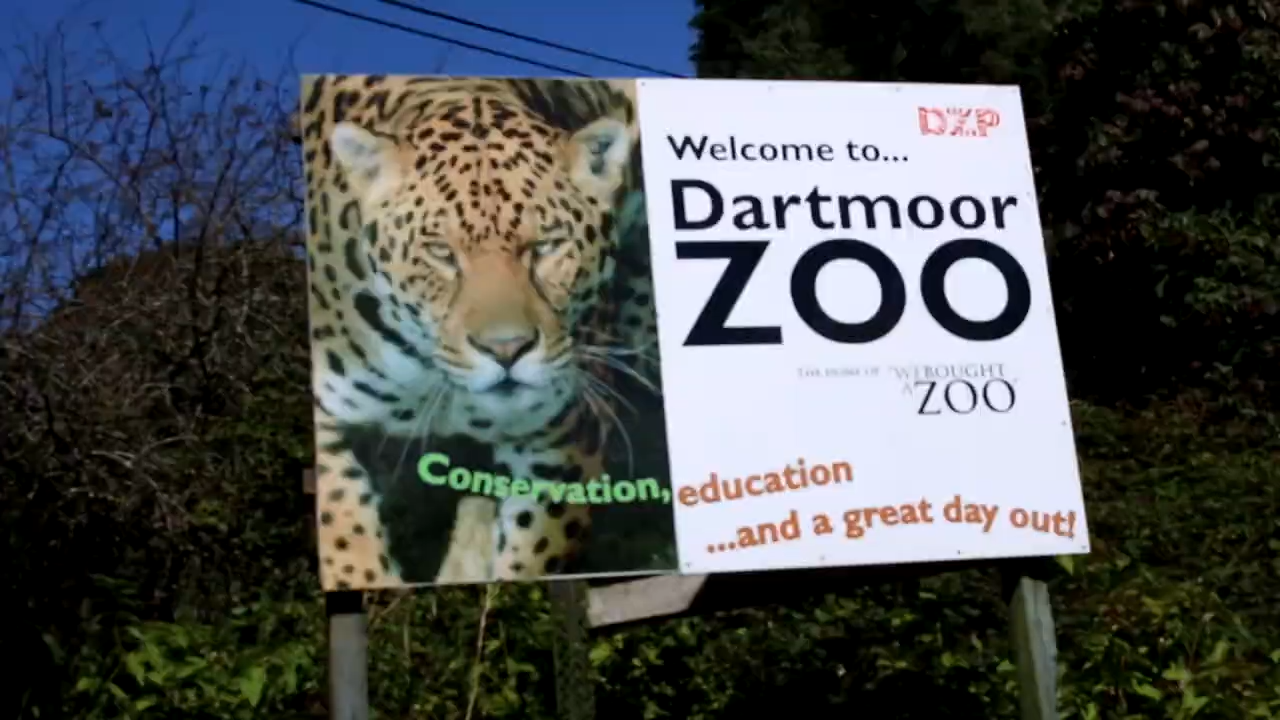 DZP
Welcome to...
Dartmoor
ZOO
THE HOME OF "WE BOUGHT
A ZOO"
Conservation, education
...and a great day out!